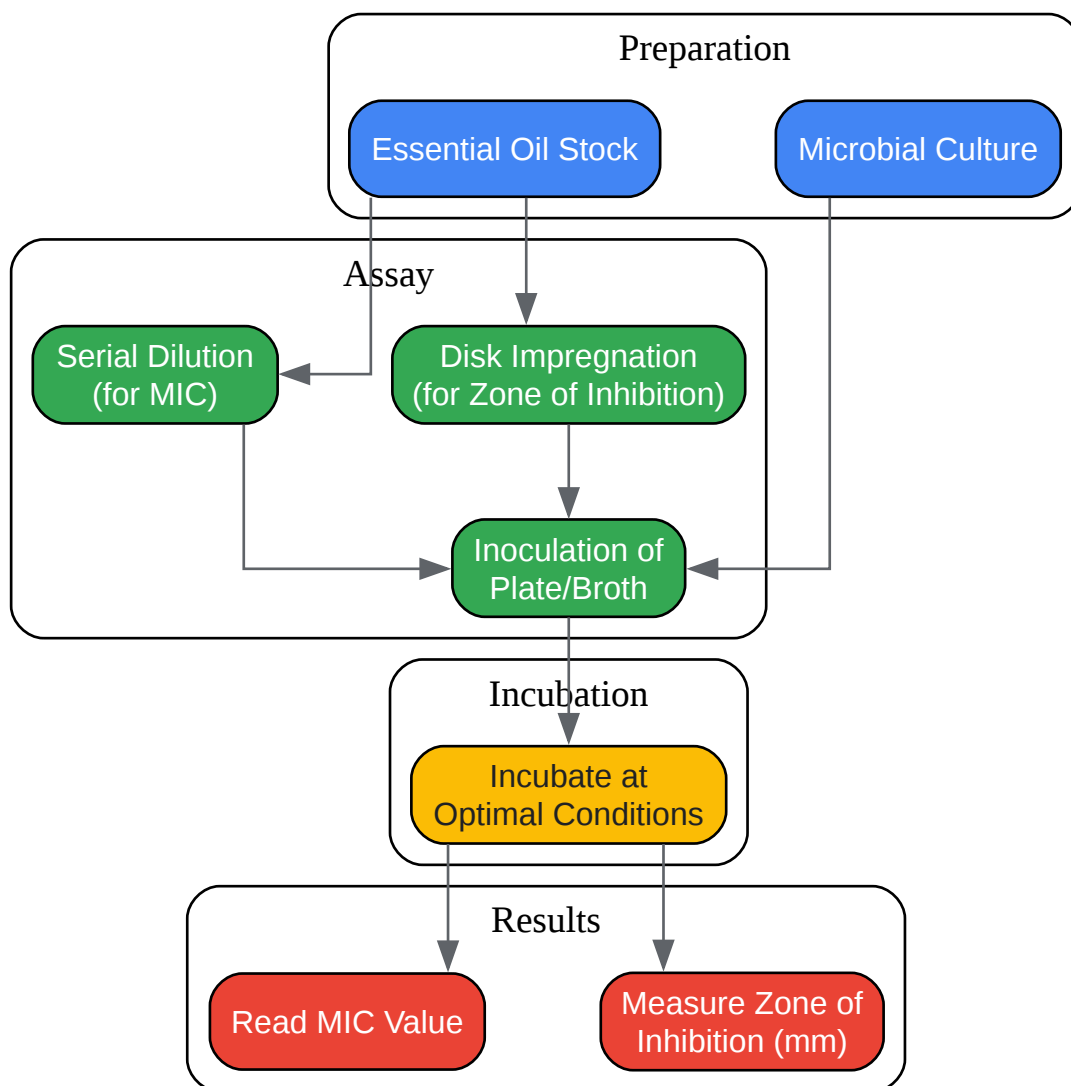 Preparation
Essential Oil Stock
Microbial Culture
Assay
Serial Dilution
(for MIC)
Disk Impregnation
(for Zone of Inhibition)
Inoculation of
Plate/Broth
Incubation
Incubate at
Optimal Conditions
Results
Read MIC Value
Measure Zone of
Inhibition (mm)